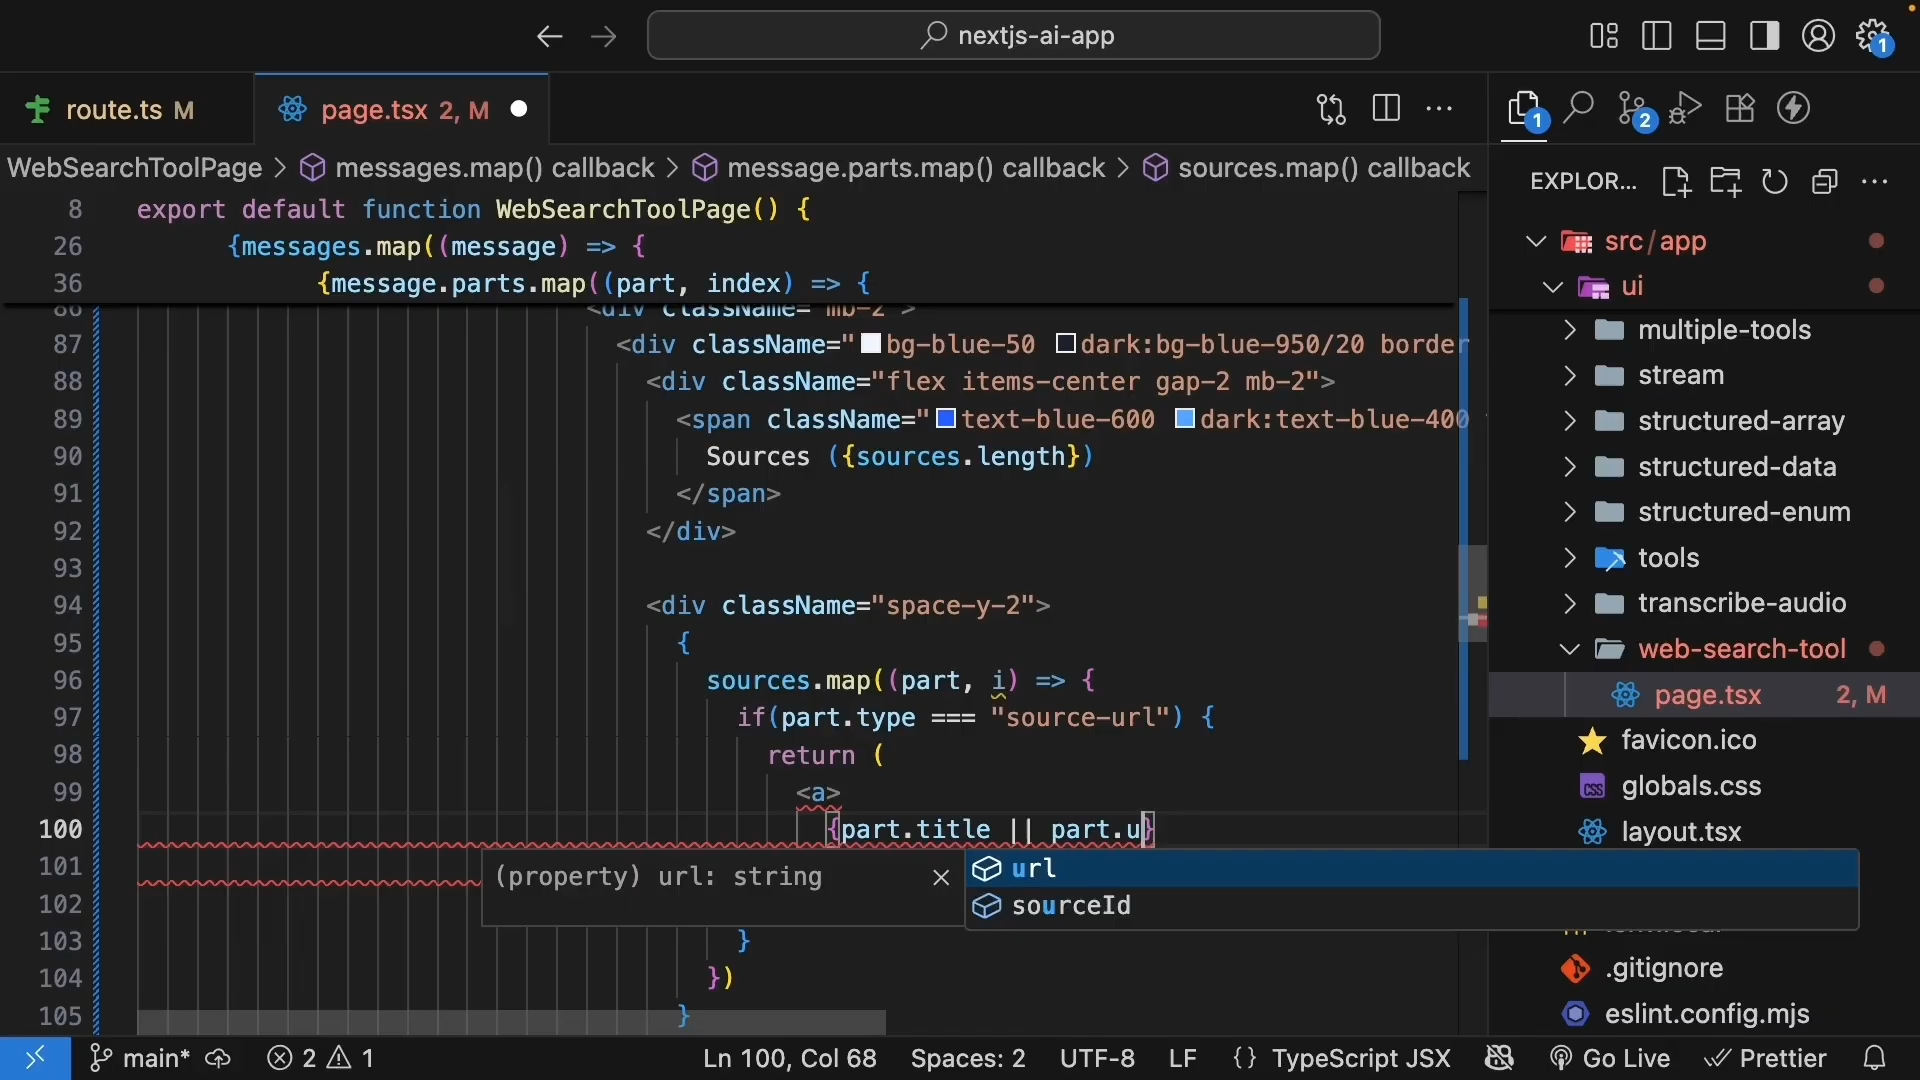 nextjs-ai-app
1
route.ts M
page.tsx 2, M
1
2
WebSearchToolPage > messages.map() callback > message.parts.map() callback > sources.map() callback
EXPLOR...
8 export default function WebSearchToolPage() {
26 {messages.map((message) => {
36 {message.parts.map((part, index) => {
86 <div className="mb-2">
87 <div className="bg-blue-50 dark:bg-blue-950/20 border
88 <div className="flex items-center gap-2 mb-2">
89 <span className="text-blue-600 dark:text-blue-400
90 Sources ({sources.length})
91 </span>
92 </div>
93
94 <div className="space-y-2">
95 {
96 sources.map((part, i) => {
97 if(part.type === "source-url") {
98 return (
99 <a>
100 {part.title || part.u}
101
102
103 }
104 })
105 }
(property) url: string
url
sourceId
src/app
ui
multiple-tools
stream
structured-array
structured-data
structured-enum
tools
transcribe-audio
web-search-tool
page.tsx 2, M
favicon.ico
globals.css
layout.tsx
.gitignore
eslint.config.mjs
main* 2 1 Ln 100, Col 68 Spaces: 2 UTF-8 LF {} TypeScript JSX Go Live Prettier